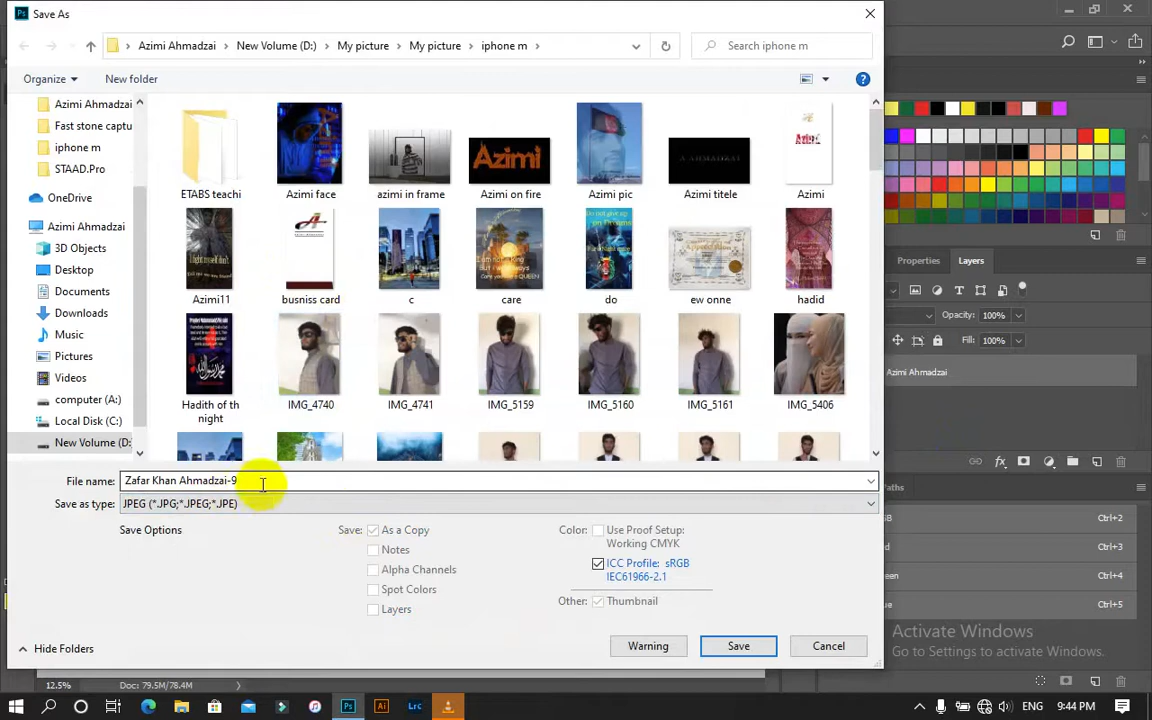 Save As
Azimi Ahmadzai > New Volume (D:) > My picture > My picture > iphone m >
Search iphone m
Organize
New folder
Azimi Ahmadzai
Fast stone captu
iphone m
STAAD.Pro
OneDrive
Azimi Ahmadzai
3D Objects
Desktop
Documents
Downloads
Music
Pictures
Videos
computer (A:)
Local Disk (C:)
New Volume (D:
ETABS teachi
Azimi face
azimi in frame
Azimi on fire
Azimi pic
Azimi titele
Azimi
Azimi11
busniss card
c
care
do
ew onne
hadid
Hadith of th
night
IMG_4740
IMG_4741
IMG_5159
IMG_5160
IMG_5161
IMG_5406
File name: Zafar Khan Ahmadzai-9
Save as type: JPEG (*.JPG;*.JPEG;*.JPE)
Save Options
Save: As a Copy
Notes
Alpha Channels
Spot Colors
Layers
Color: Use Proof Setup:
Working CMYK
ICC Profile: sRGB
IEC61966-2.1
Other: Thumbnail
Hide Folders
Warning
Save
Cancel
Properties
Layers
Opacity: 100%
Fill: 100%
Azimi Ahmadzai
Ctrl+2
Ctrl+3
Ctrl+4
Ctrl+5
Activate Windows
Go to Settings to activate Windows.
12.5%
Doc: 79.5M/78.4M
Ps
Ai
Lrc
ENG
9:44 PM